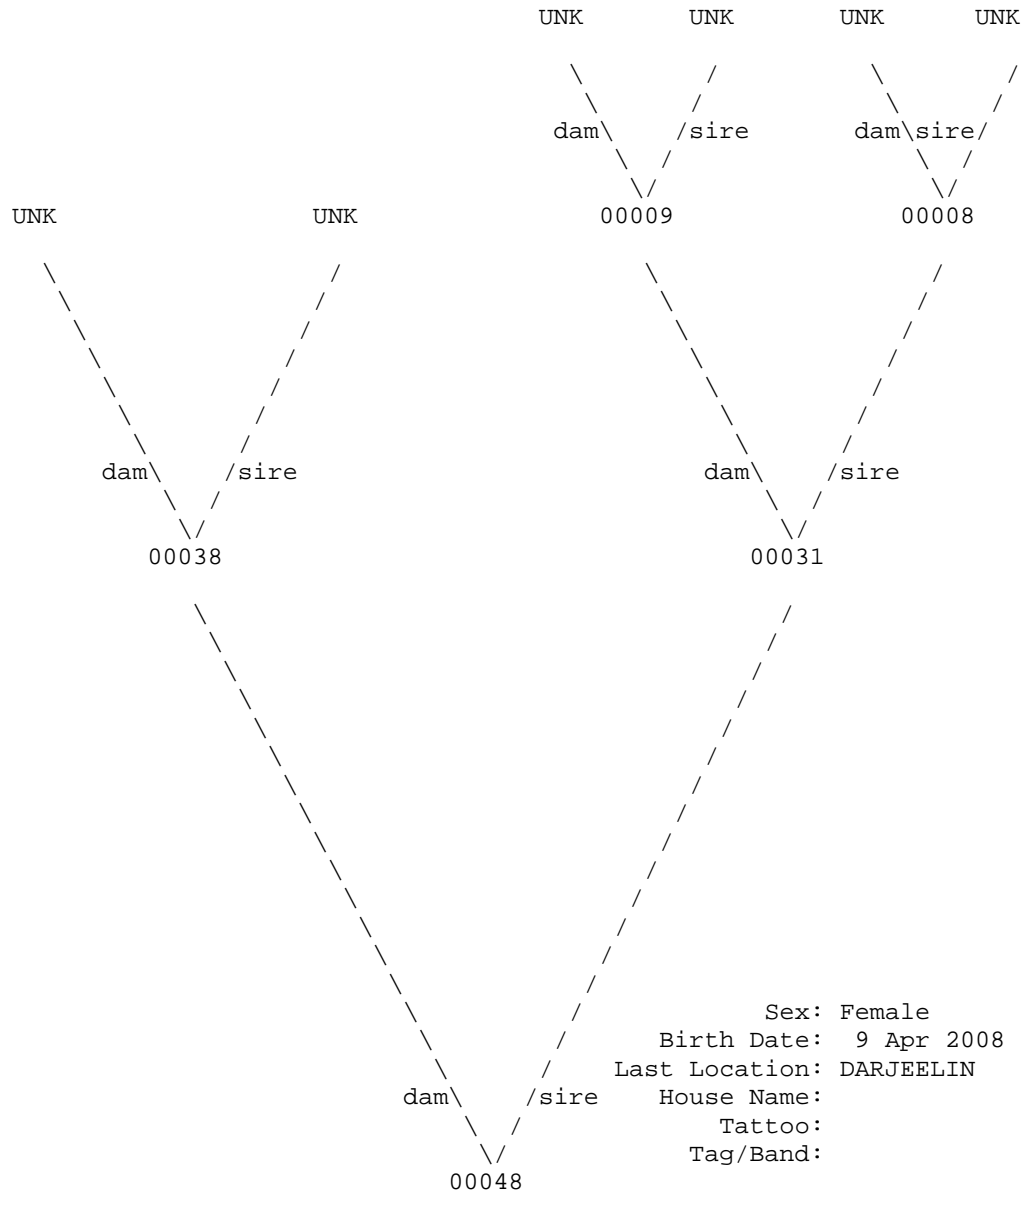 UNK UNK UNK UNK
dam sire dam sire
UNK UNK 00009 00008
dam sire dam sire
00038 00031
Sex: Female
Birth Date: 9 Apr 2008
Last Location: DARJEELIN
dam sire House Name:
Tattoo:
Tag/Band:
00048